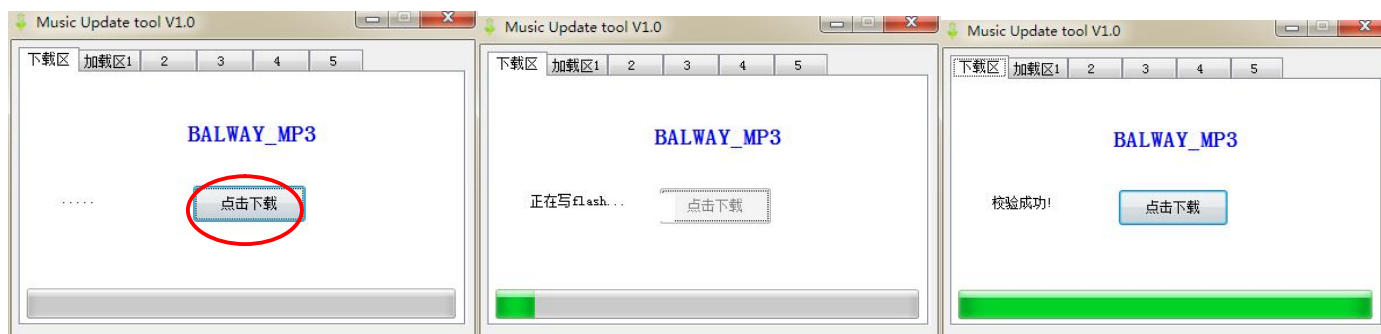 Music Update tool V1.0
下载区 加载区1 2 3 4 5
BALWAY_MP3
..... 点击下载
Music Update tool V1.0
下载区 加载区1 2 3 4 5
BALWAY_MP3
正在写flash... 点击下载
Music Update tool V1.0
下载区 加载区1 2 3 4 5
BALWAY_MP3
校验成功! 点击下载